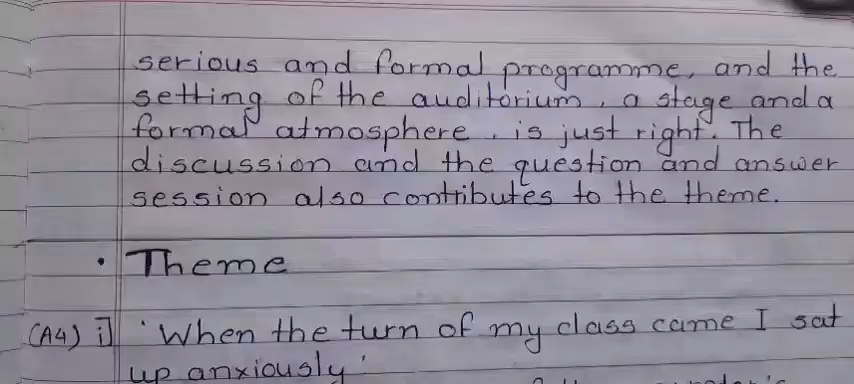 serious and formal programme, and the
setting of the auditorium, a stage and a
formal atmosphere, is just right. The
discussion and the question and answer
session also contributes to the theme.
• Theme
(A4) i] 'When the turn of my class came I sat
up anxiously'